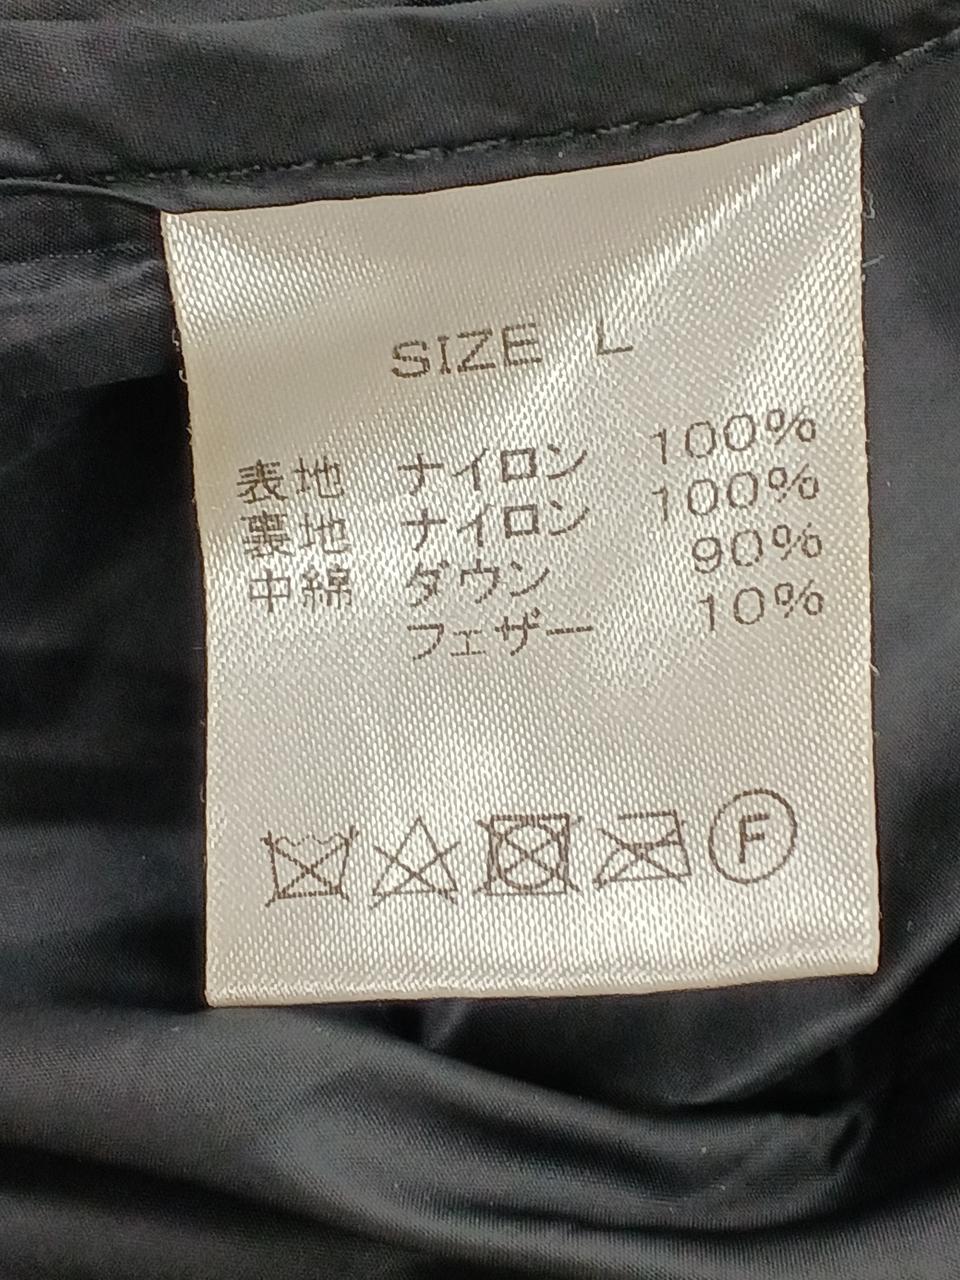 SIZE L
表地 ナイロン 100%
裏地 ナイロン 100%
中綿 ダウン 90%
フェザー 10%
F